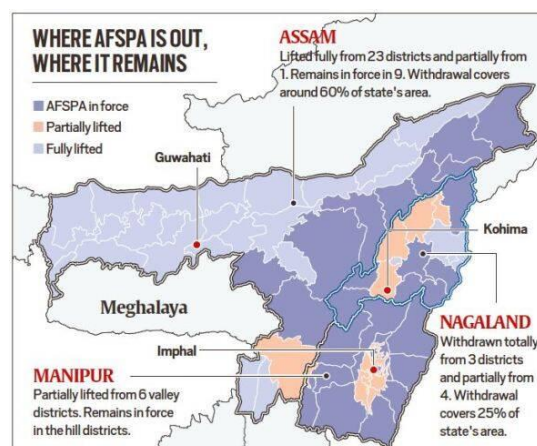 WHERE AFSPA IS OUT,
WHERE IT REMAINS
AFSPA in force
Partially lifted
Fully lifted
ASSAM
Lifted fully from 23 districts and partially from
1. Remains in force in 9. Withdrawal covers
around 60% of state's area.
Guwahati
Kohima
Meghalaya
NAGALAND
Withdrawn totally
from 3 districts
and partially from
4. Withdrawal
covers 25% of
state's area.
Imphal
MANIPUR
Partially lifted from 6 valley
districts. Remains in force
in the hill districts.